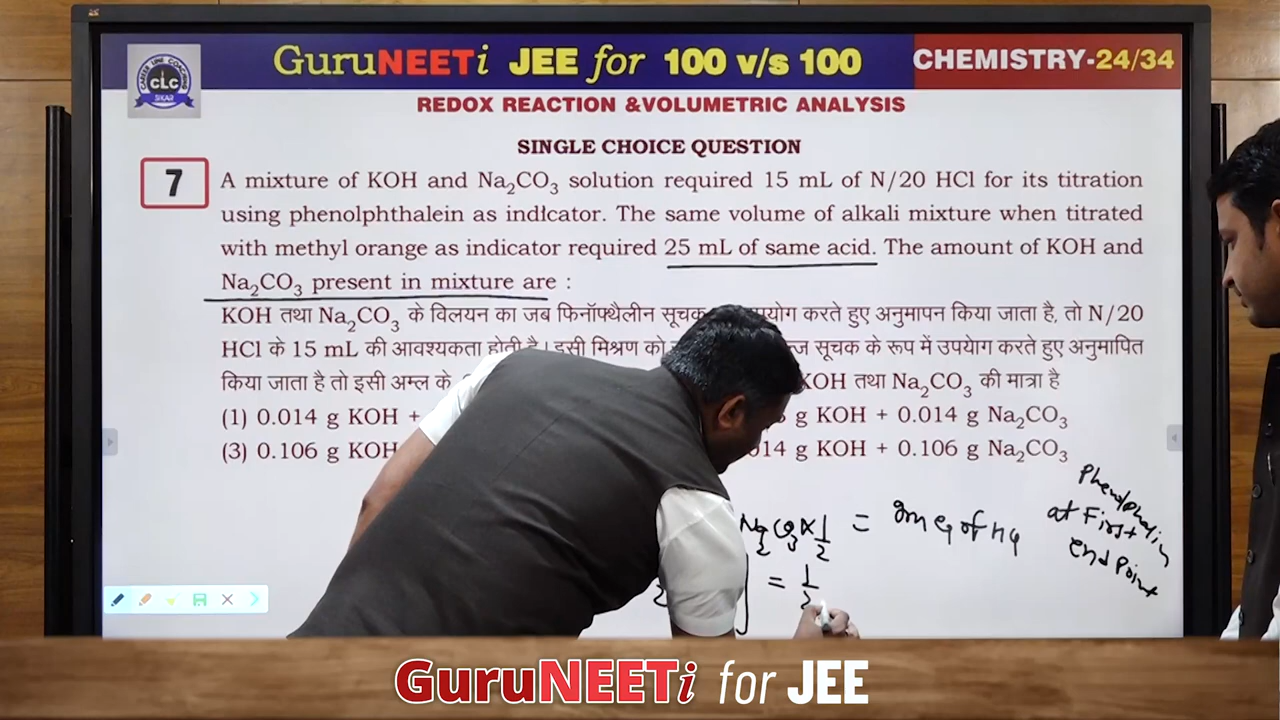 GuruNEETi JEE for 100 v/s 100
CHEMISTRY-24/34
CAREER LINE COACHING
CLC
SIKAR
REDOX REACTION &VOLUMETRIC ANALYSIS
SINGLE CHOICE QUESTION
7
A mixture of KOH and Na₂CO₃ solution required 15 mL of N/20 HCl for its titration
using phenolphthalein as indicator. The same volume of alkali mixture when titrated
with methyl orange as indicator required 25 mL of same acid. The amount of KOH and
Na₂CO₃ present in mixture are :
KOH तथा Na₂CO₃ के विलयन का जब फिनॉफ्थैलीन सूचक करते हुए अनुमापन किया जाता है, तो N/20
HCl के 15 mL की आवश्यकता होती है। इसी मिश्रण को सूचक के रूप में उपयेाग करते हुए अनुमापित
किया जाता है तो इसी अम्ल के KOH तथा Na₂CO₃ की मात्रा है
(1) 0.014 g KOH + g KOH + 0.014 g Na₂CO₃
(3) 0.106 g KOH 014 g KOH + 0.106 g Na₂CO₃
Na₂CO₃ × 1/2 = meq of
at First
end Point
= 1/2
GuruNEETi for JEE